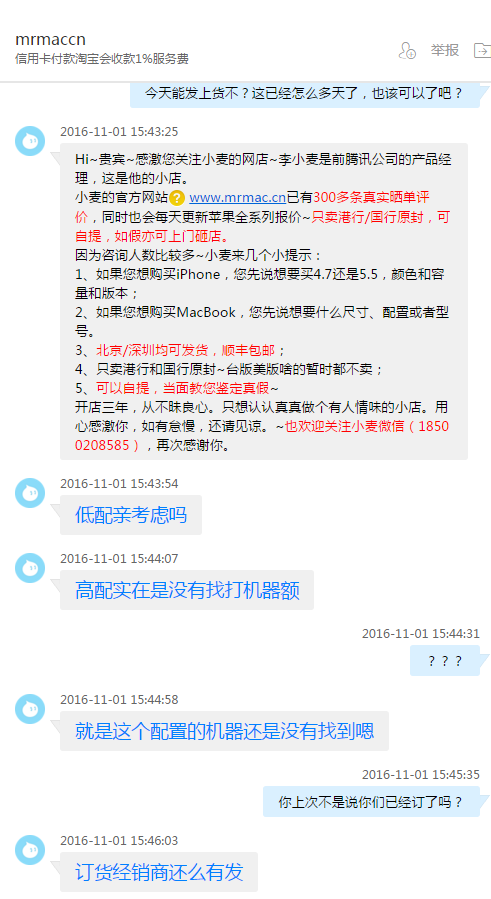 mrmaccn
信用卡付款淘宝会收款1%服务费
举报
今天能发上货不？这已经怎么多天了，也该可以了吧？
2016-11-01 15:43:25
Hi~贵宾~感激您关注小麦的网店~李小麦是前腾讯公司的产品经
理，这是他的小店。
小麦的官方网站? www.mrmac.cn已有300多条真实晒单评
价，同时也会每天更新苹果全系列报价~只卖港行/国行原封，可
自提，如假亦可上门砸店。
因为咨询人数比较多~小麦来几个小提示：
1、如果您想购买iPhone，您先说想要买4.7还是5.5，颜色和容
量和版本；
2、如果您想购买MacBook，您先说想要什么尺寸、配置或者型
号。
3、北京/深圳均可发货，顺丰包邮；
4、只卖港行和国行原封~台版美版啥的暂时都不卖；
5、可以自提，当面教您鉴定真假~
开店三年，从不昧良心。只想认认真真做个有人情味的小店。用
心感激你，如有怠慢，还请见谅。~也欢迎关注小麦微信（1850
0208585），再次感谢你。
2016-11-01 15:43:54
低配亲考虑吗
2016-11-01 15:44:07
高配实在是没有找打机器额
2016-11-01 15:44:31
？？？
2016-11-01 15:44:58
就是这个配置的机器还是没有找到嗯
2016-11-01 15:45:35
你上次不是说你们已经订了吗？
2016-11-01 15:46:03
订货经销商还么有发